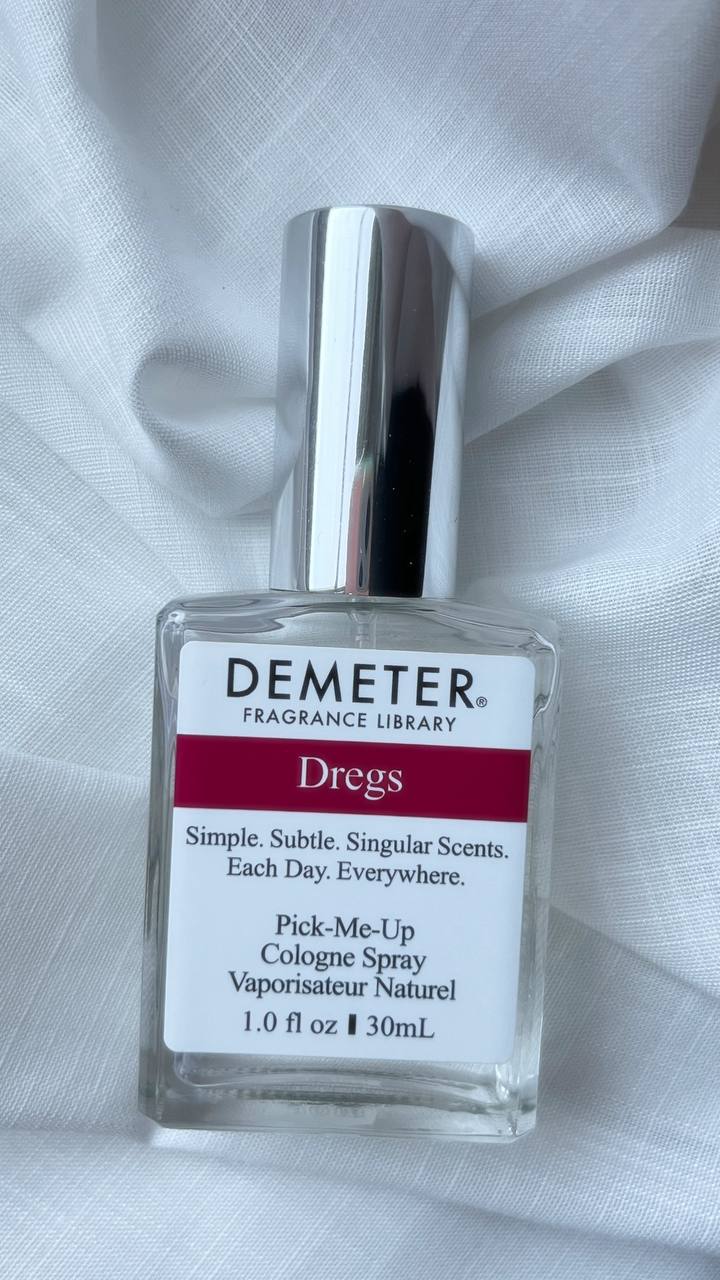 DEMETER®
FRAGRANCE LIBRARY
Dregs
Simple. Subtle. Singular Scents.
Each Day. Everywhere.
Pick-Me-Up
Cologne Spray
Vaporisateur Naturel
1.0 fl oz ▮ 30mL